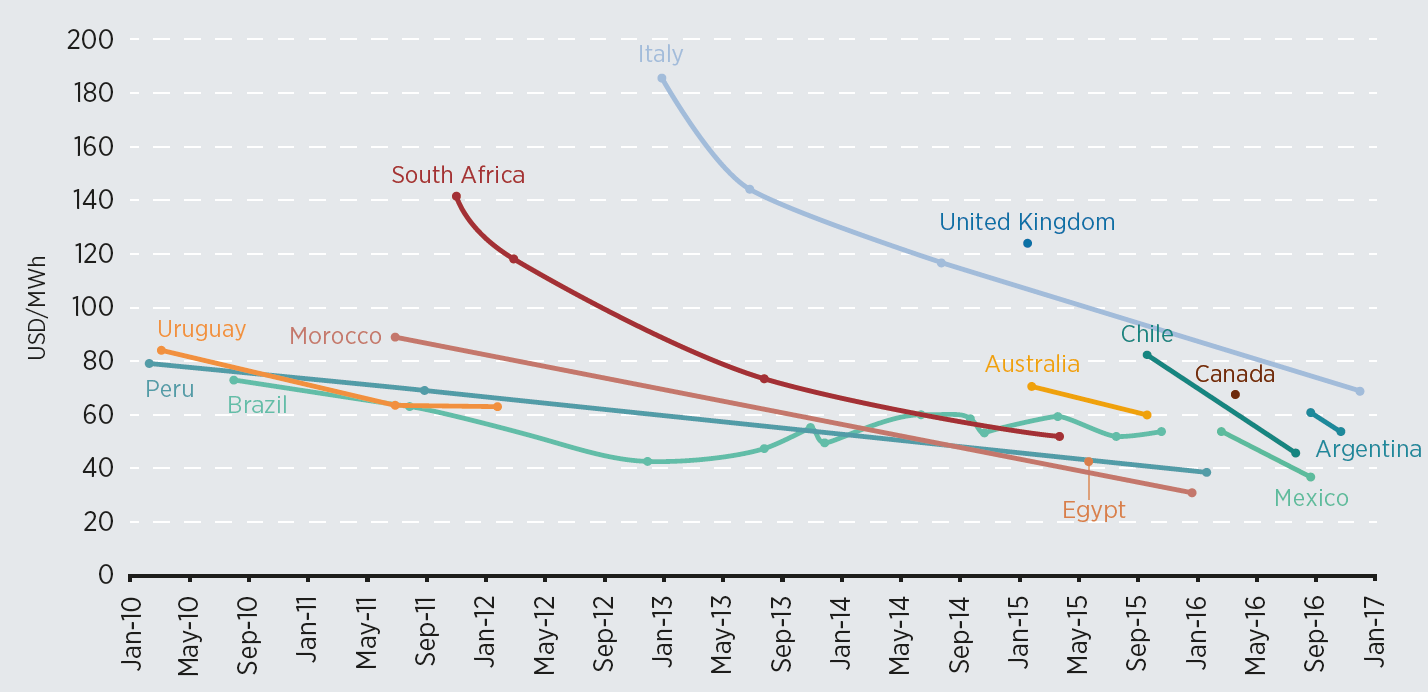 200
180
160
140
120
100
80
60
40
20
0
USD/MWh
Italy
South Africa
United Kingdom
Uruguay
Morocco
Chile
Australia
Canada
Peru
Brazil
Argentina
Mexico
Egypt
Jan-10
May-10
Sep-10
Jan-11
May-11
Sep-11
Jan-12
May-12
Sep-12
Jan-13
May-13
Sep-13
Jan-14
May-14
Sep-14
Jan-15
May-15
Sep-15
Jan-16
May-16
Sep-16
Jan-17